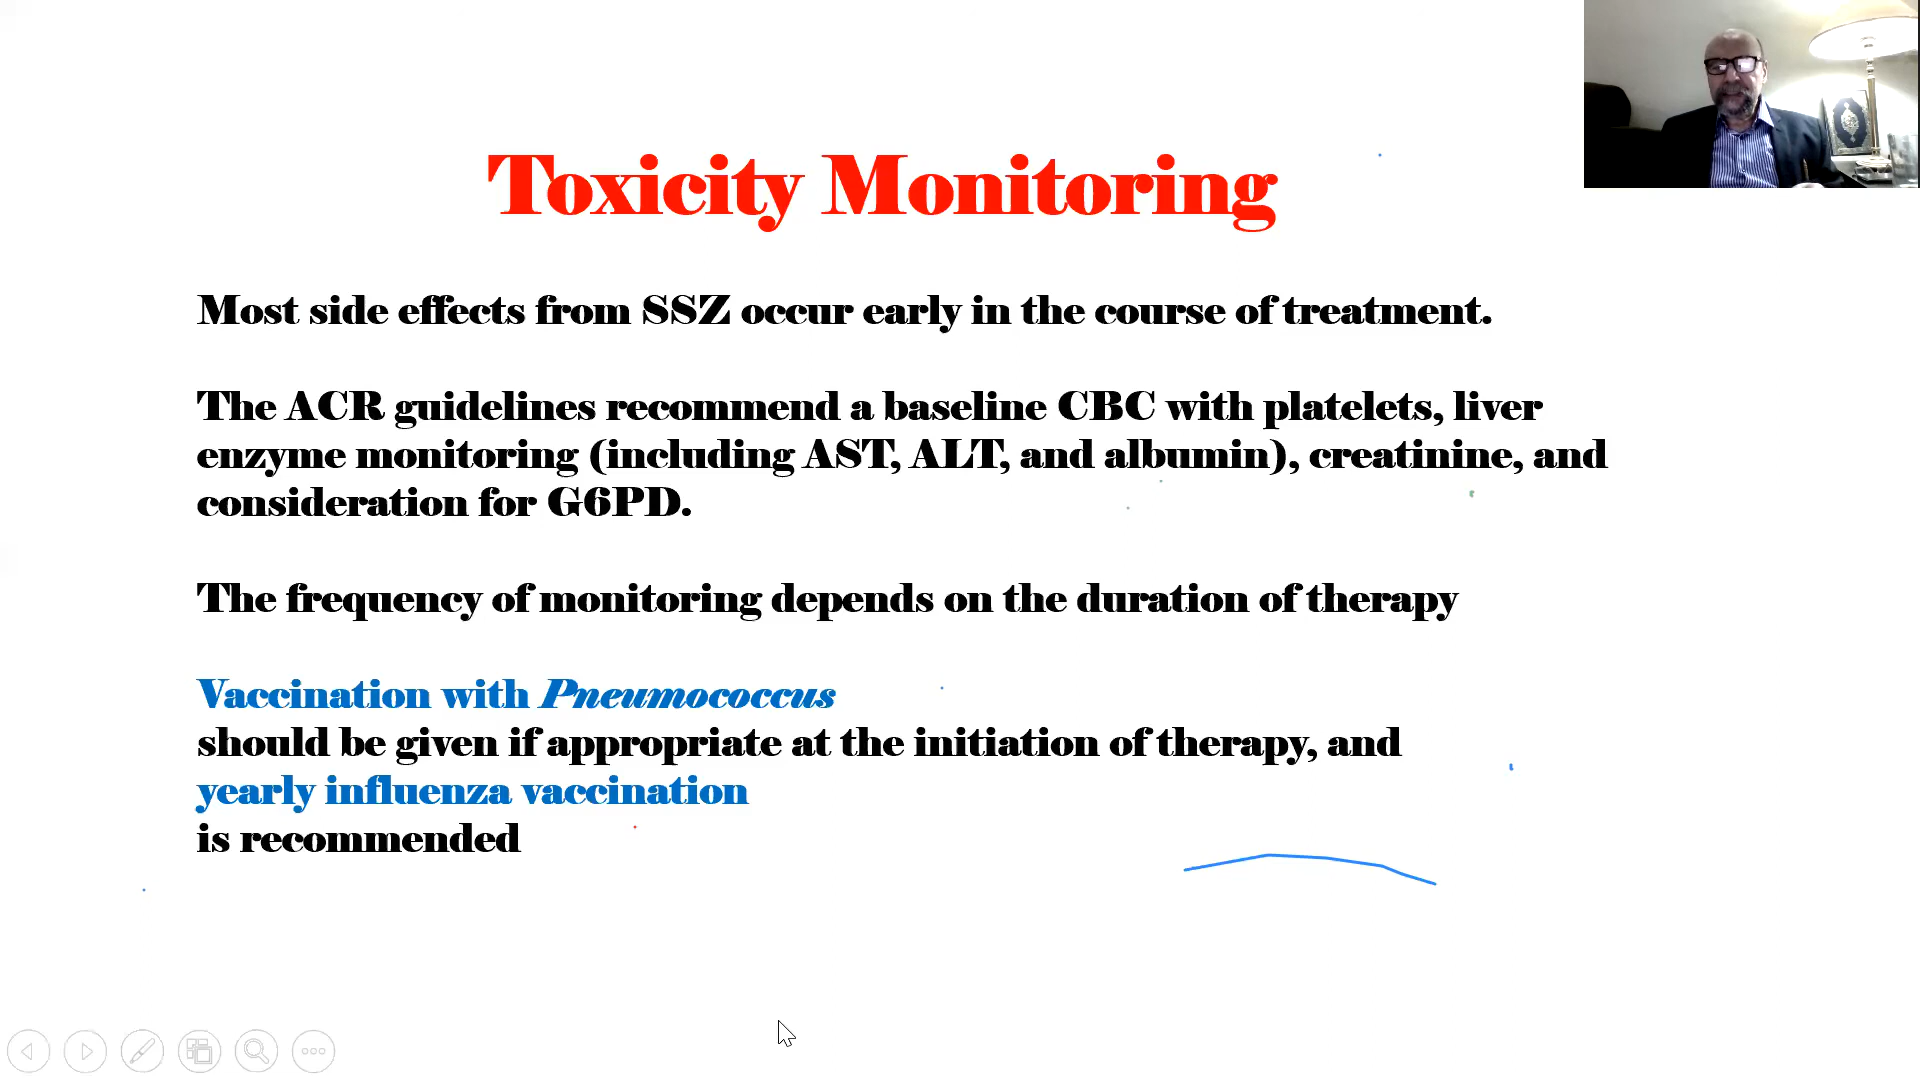 Toxicity Monitoring
Most side effects from SSZ occur early in the course of treatment.
The ACR guidelines recommend a baseline CBC with platelets, liver
enzyme monitoring (including AST, ALT, and albumin), creatinine, and
consideration for G6PD.
The frequency of monitoring depends on the duration of therapy
Vaccination with Pneumococcus
should be given if appropriate at the initiation of therapy, and
yearly influenza vaccination
is recommended